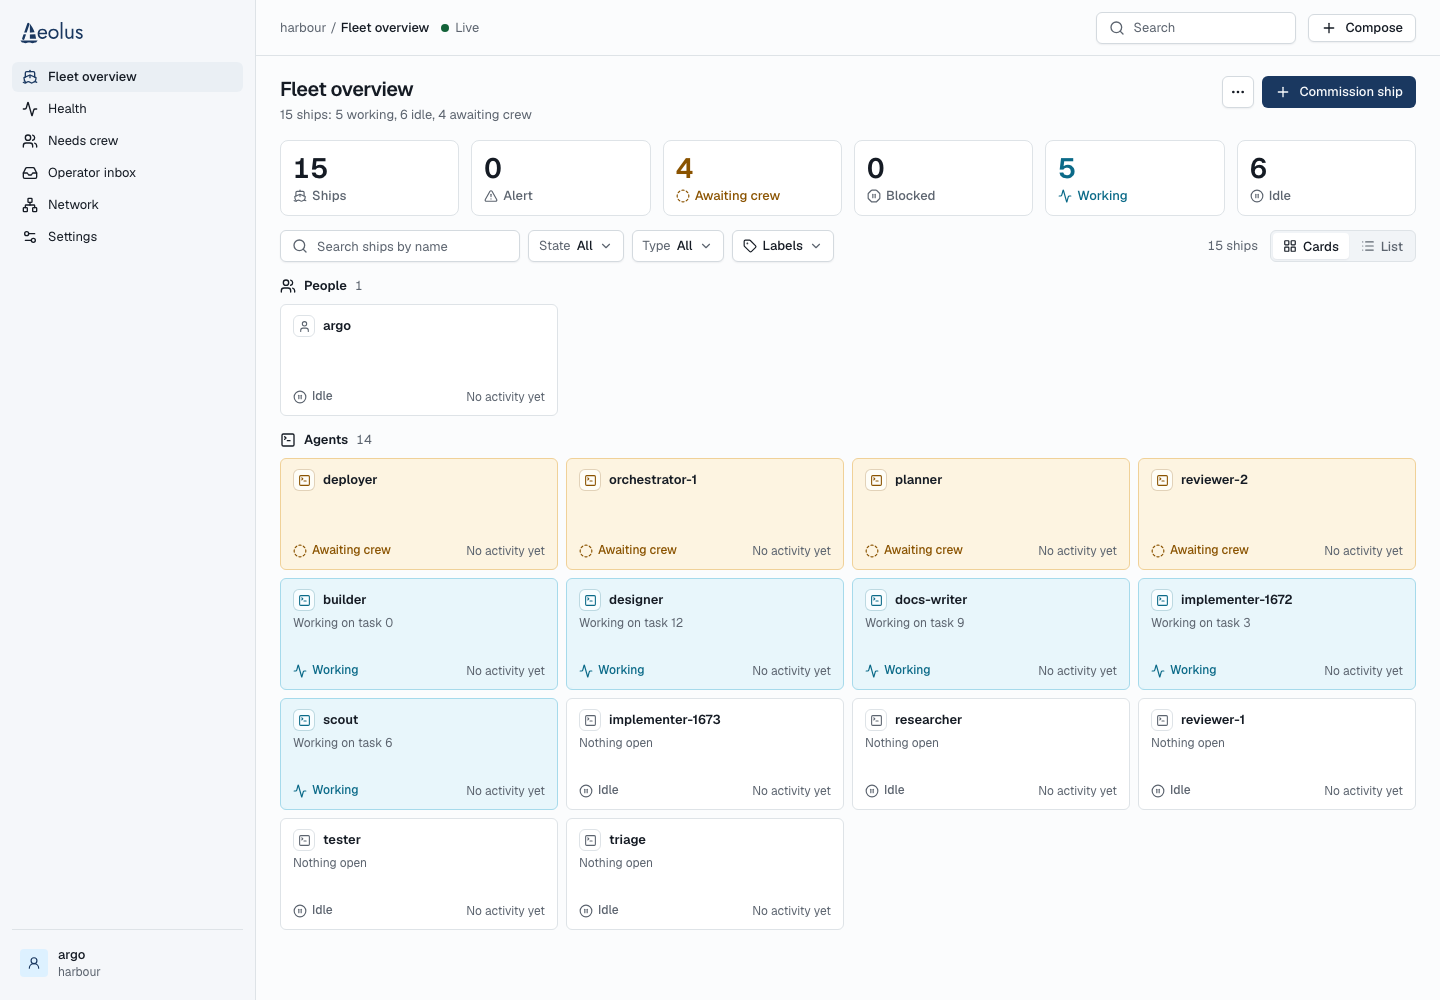 Aeolus
Fleet overview
Health
Needs crew
Operator inbox
Network
Settings
argo
harbour
harbour / Fleet overview Live
Search
Compose
Fleet overview
15 ships: 5 working, 6 idle, 4 awaiting crew
Commission ship
15
Ships
0
Alert
4
Awaiting crew
0
Blocked
5
Working
6
Idle
Search ships by name
State All
Type All
Labels
15 ships
Cards
List
People 1
argo
Idle No activity yet
Agents 14
deployer
Awaiting crew No activity yet
orchestrator-1
Awaiting crew No activity yet
planner
Awaiting crew No activity yet
reviewer-2
Awaiting crew No activity yet
builder
Working on task 0
Working No activity yet
designer
Working on task 12
Working No activity yet
docs-writer
Working on task 9
Working No activity yet
implementer-1672
Working on task 3
Working No activity yet
scout
Working on task 6
Working No activity yet
implementer-1673
Nothing open
Idle No activity yet
researcher
Nothing open
Idle No activity yet
reviewer-1
Nothing open
Idle No activity yet
tester
Nothing open
Idle No activity yet
triage
Nothing open
Idle No activity yet